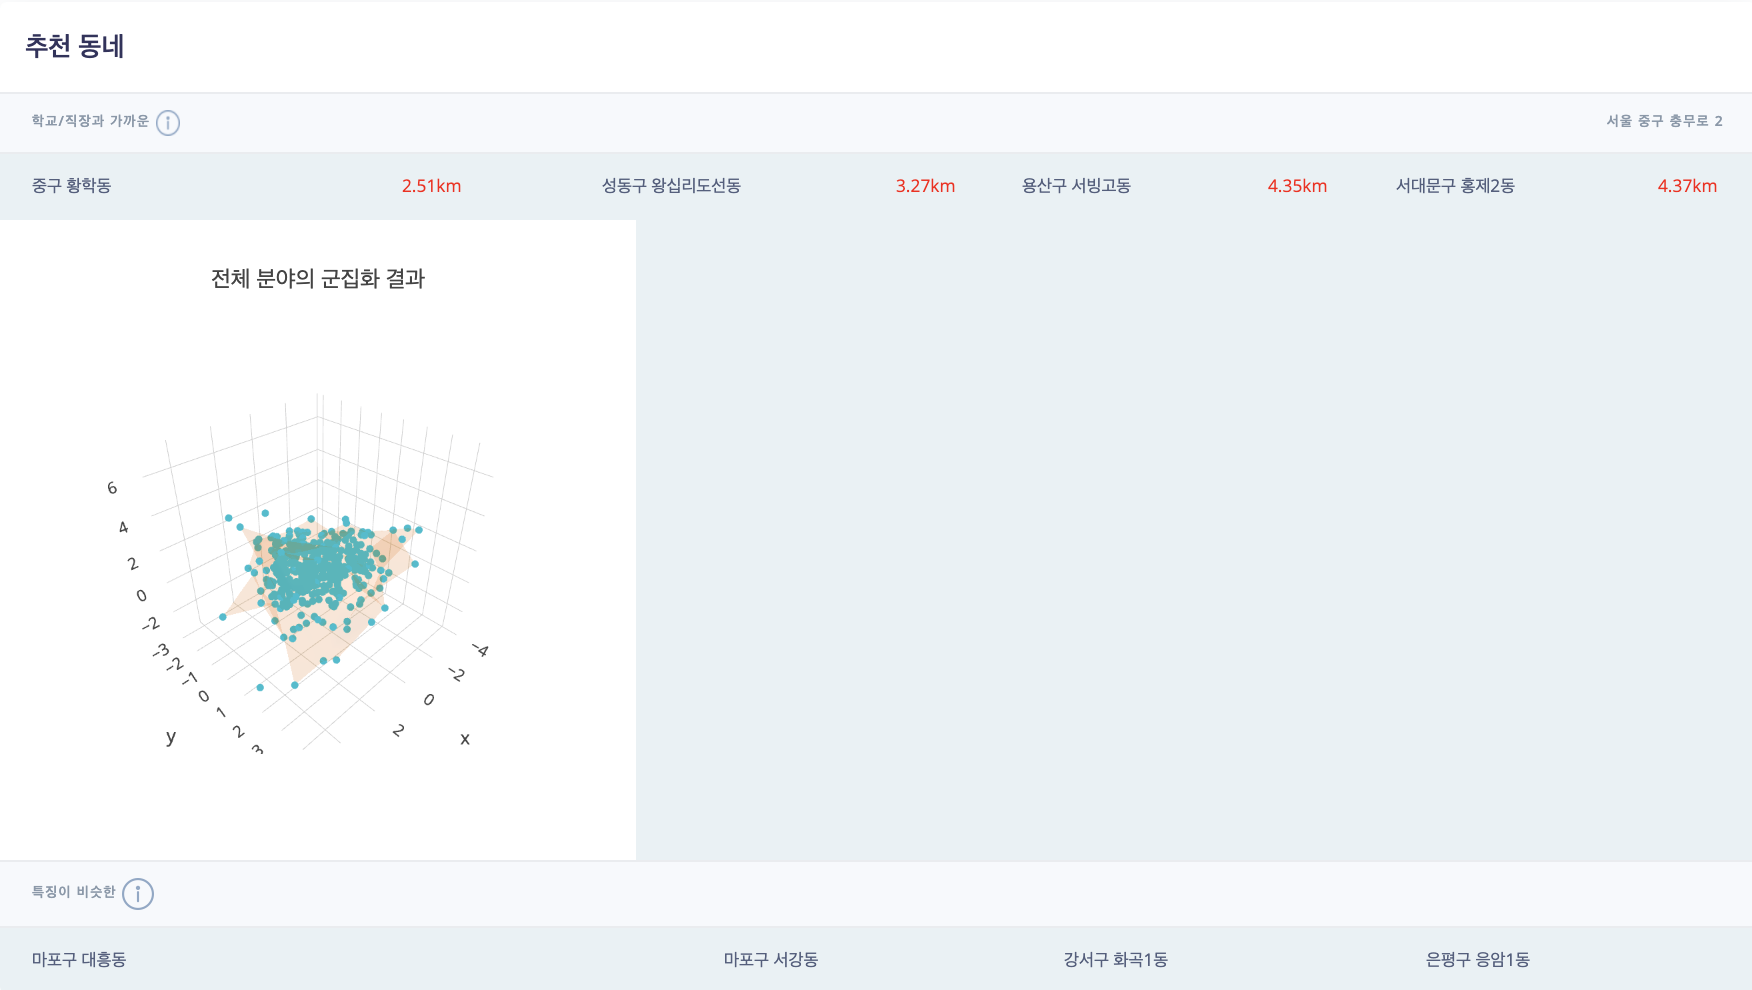 추천 동네
학교/직장과 가까운 서울 중구 충무로 2
중구 황학동 2.51km 성동구 왕십리도선동 3.27km 용산구 서빙고동 4.35km 서대문구 홍제2동 4.37km
전체 분야의 군집화 결과
6
4
2
0
−2
−3
−2
−1
0
1
2
3
y
−4
−2
0
2
x
특징이 비슷한
마포구 대흥동 마포구 서강동 강서구 화곡1동 은평구 응암1동